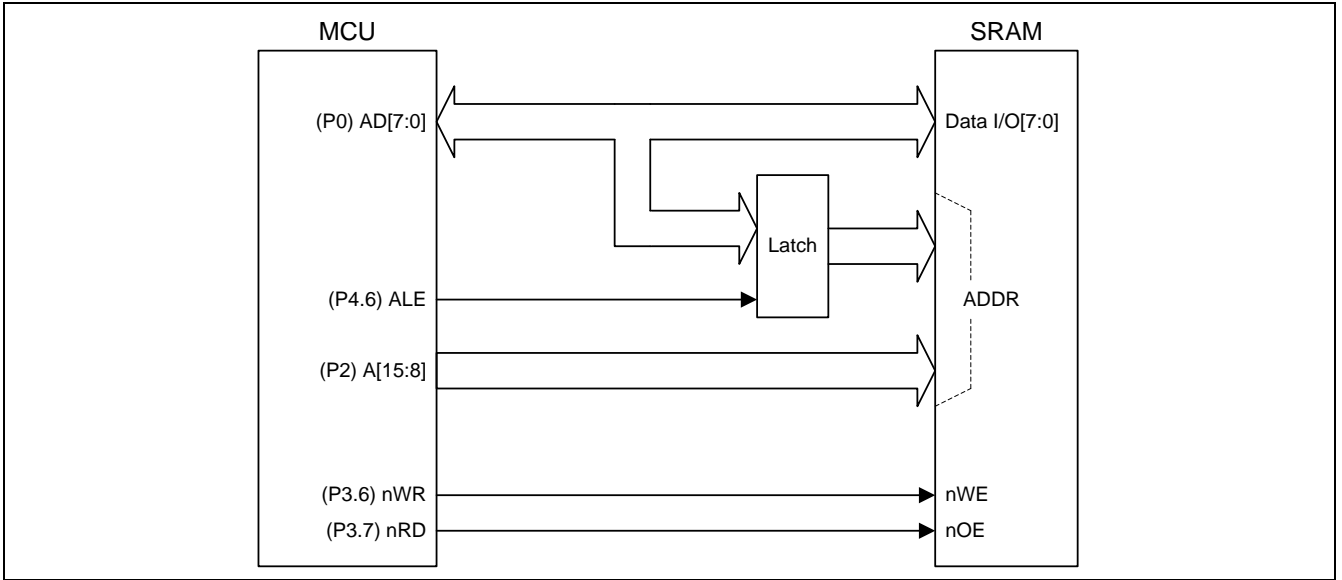 MCU
SRAM
(P0) AD[7:0]
Data I/O[7:0]
Latch
(P4.6) ALE
ADDR
(P2) A[15:8]
(P3.6) nWR
nWE
(P3.7) nRD
nOE